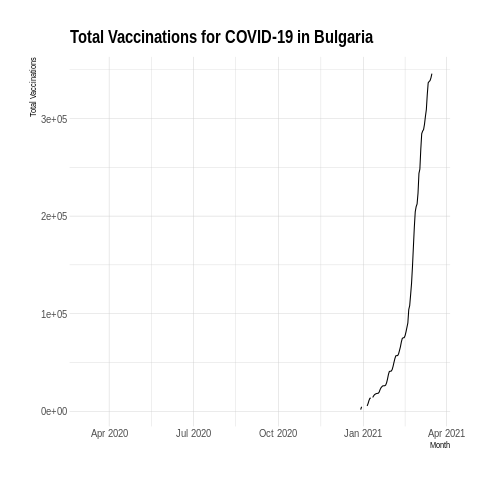 Total Vaccinations for COVID-19 in Bulgaria
Total Vaccinations
3e+05
2e+05
1e+05
0e+00
Apr 2020 Jul 2020 Oct 2020 Jan 2021 Apr 2021
Month